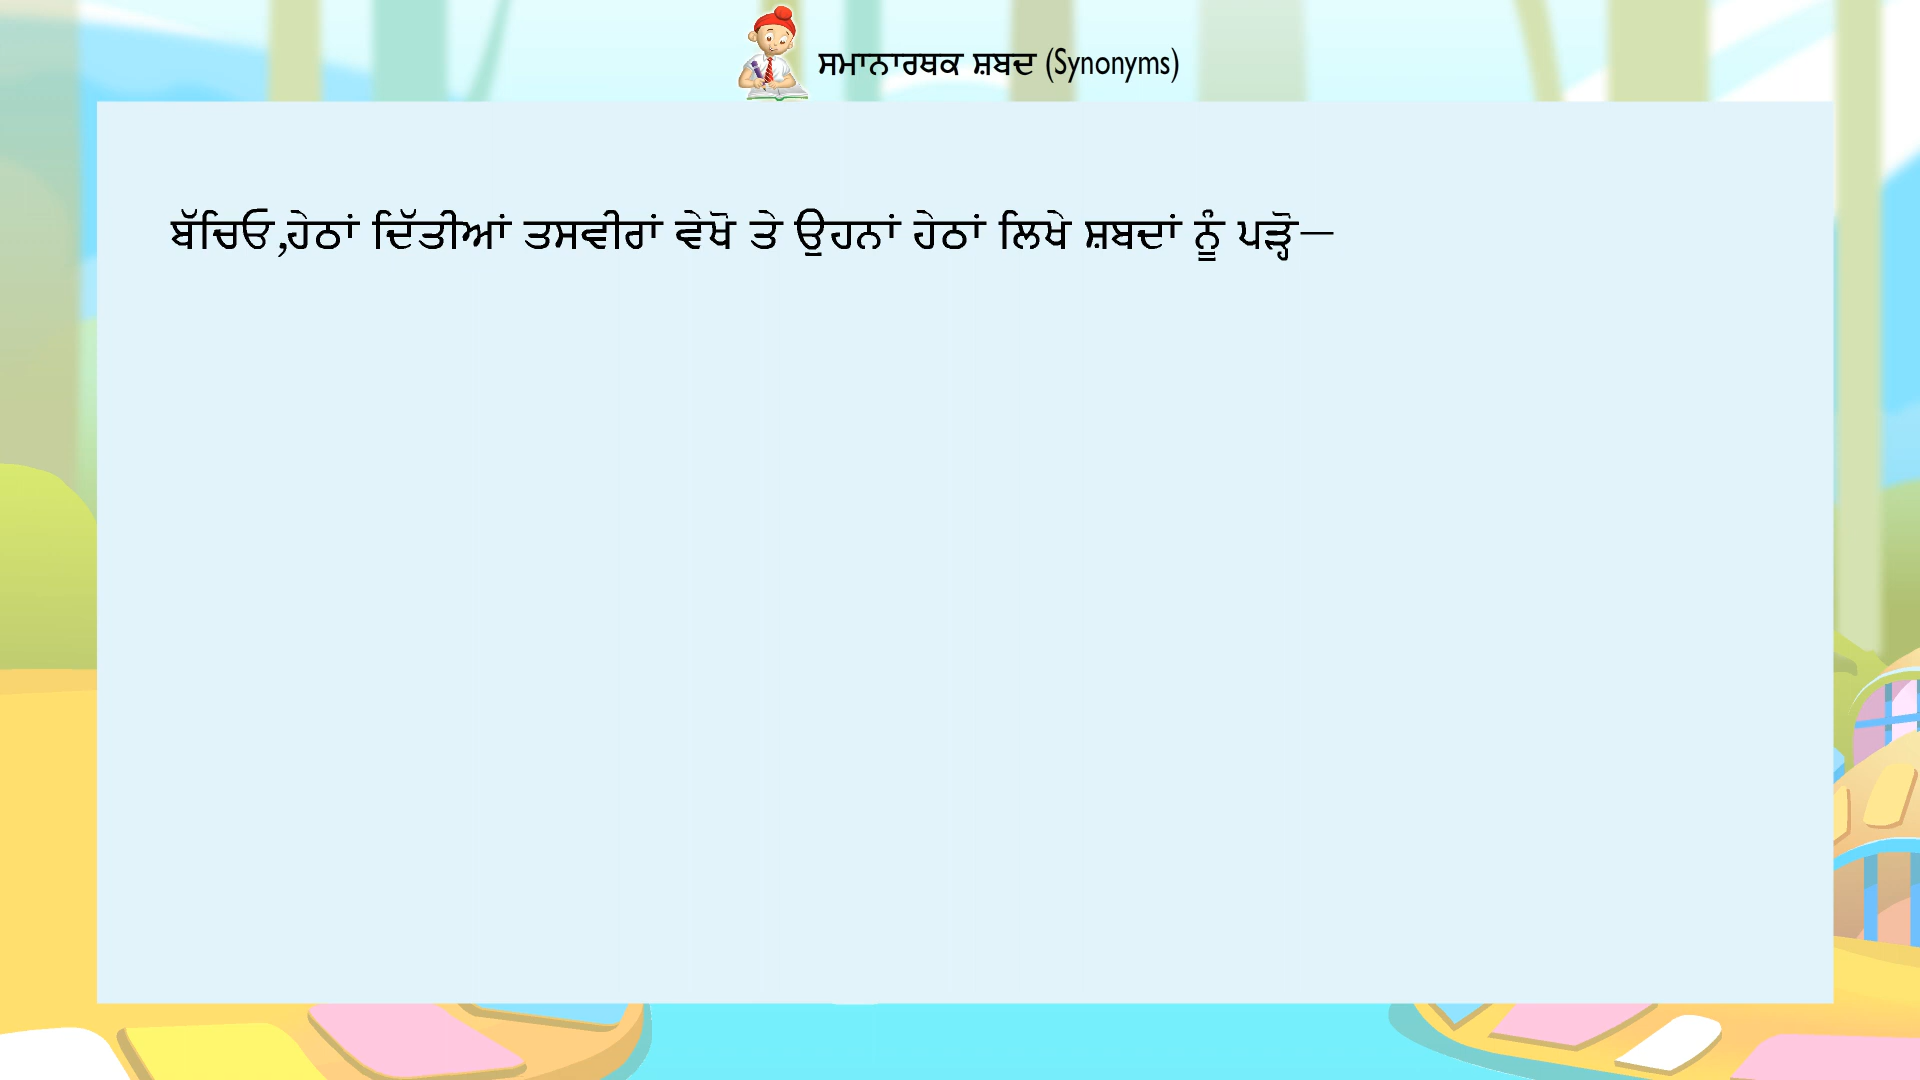 ਸਮਾਨਾਰਥਕ ਸ਼ਬਦ (Synonyms)
ਬੱਚਿਓ,ਹੇਠਾਂ ਦਿੱਤੀਆਂ ਤਸਵੀਰਾਂ ਵੇਖੋ ਤੇ ਉਹਨਾਂ ਹੇਠਾਂ ਲਿਖੇ ਸ਼ਬਦਾਂ ਨੂੰ ਪੜ੍ਹੋ—